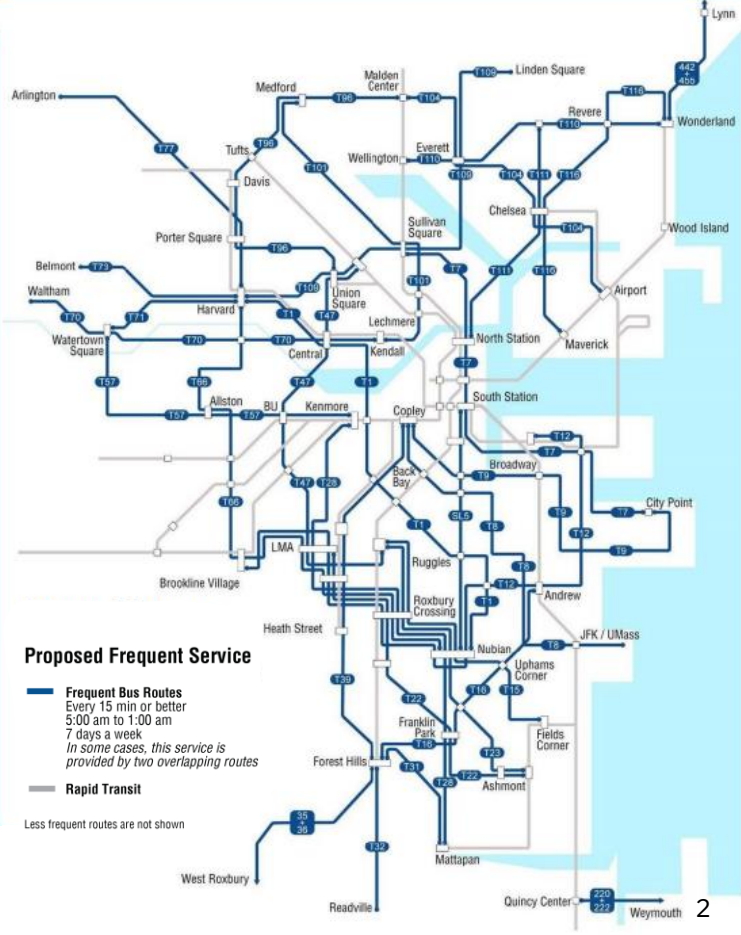 Lynn
442
+
455
Linden Square
T109
Malden
Center
Medford
T96
T104
Arlington
T116
Revere
T110
Wonderland
T77
Tufts
T96
T101
Wellington
T110
Everett
T109
T104
T111
T116
Davis
Chelsea
Sullivan
Square
T104
Wood Island
Porter Square
T96
Belmont
T73
T7
T111
T116
T101
Waltham
T109
Union
Square
Airport
Harvard
T70
T71
T1
T47
Lechmere
Watertown
Square
T70
T70
Central
Kendall
North Station
Maverick
T7
T57
T66
T47
T1
Allston
BU
Kenmore
Copley
South Station
T57
T57
T12
T7
Broadway
Back
Bay
T9
T47
T28
T66
City Point
T7
T9
SL5
T8
T1
T12
T9
LMA
Ruggles
T8
Brookline Village
T12
Andrew
Roxbury
Crossing
T1
Heath Street
JFK / UMass
T8
Nubian
Uphams
Corner
Proposed Frequent Service
T39
T16
T15
T22
Frequent Bus Routes
Every 15 min or better
5:00 am to 1:00 am
7 days a week
In some cases, this service is
provided by two overlapping routes
Franklin
Park
Fields
Corner
T16
T23
Forest Hills
T31
T22
T28
Ashmont
Rapid Transit
Less frequent routes are not shown
35
+
36
T32
Mattapan
West Roxbury
Readville
Quincy Center
220
+
222
Weymouth
2